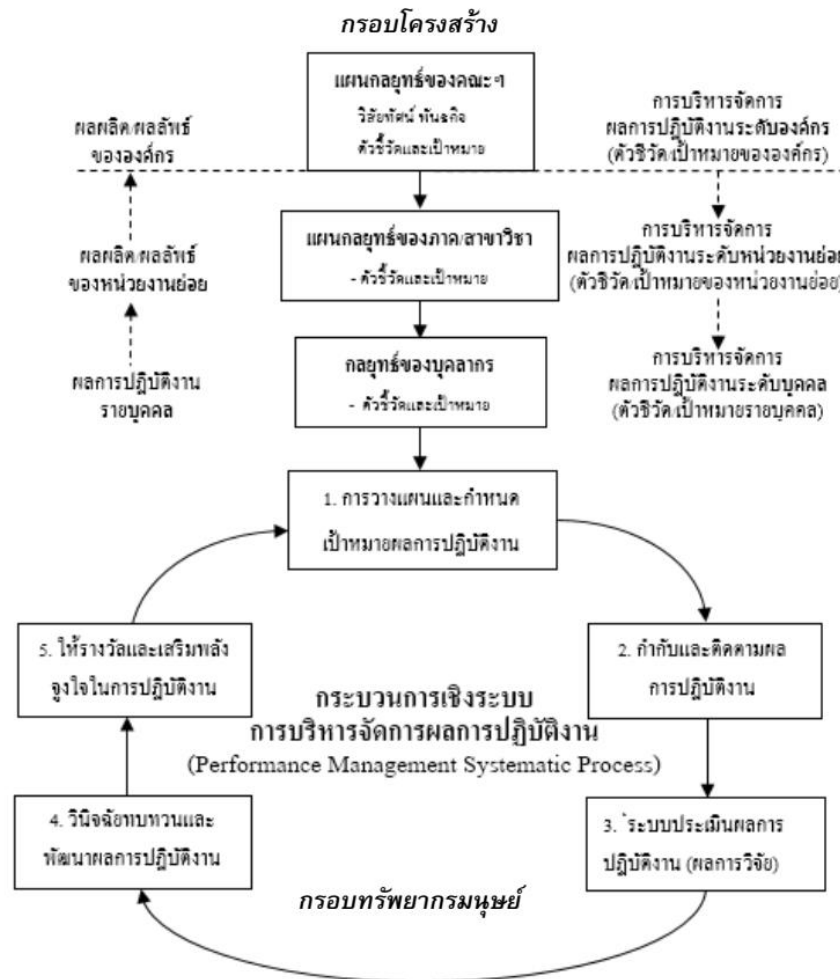 กรอบโครงสร้าง
แผนกลยุทธ์ของคณะฯ
วิสัยทัศน์ พันธกิจ
ตัวชี้วัดและเป้าหมาย
ผลผลิต/ผลลัพธ์
ขององค์กร
การบริหารจัดการ
ผลการปฏิบัติงานระดับองค์กร
(ตัวชีวัด/เป้าหมายขององค์กร)
แผนกลยุทธ์ของภาค/สาขาวิชา
- ตัวชี้วัดและเป้าหมาย
ผลผลิต/ผลลัพธ์
ของหน่วยงานย่อย
การบริหารจัดการ
ผลการปฏิบัติงานระดับหน่วยงานย่อย
(ตัวชีวัด/เป้าหมายของหน่วยงานย่อย)
กลยุทธ์ของบุคลากร
- ตัวชี้วัดและเป้าหมาย
ผลการปฏิบัติงาน
รายบุคคล
การบริหารจัดการ
ผลการปฏิบัติงานระดับบุคคล
(ตัวชีวัด/เป้าหมายรายบุคคล)
1. การวางแผนและกำหนด
เป้าหมายผลการปฏิบัติงาน
5. ให้รางวัลและเสริมพลัง
จูงใจในการปฏิบัติงาน
2. กำกับและติดตามผล
การปฏิบัติงาน
กระบวนการเชิงระบบ
การบริหารจัดการผลการปฏิบัติงาน
(Performance Management Systematic Process)
4. วินิจฉัยทบทวนและ
พัฒนาผลการปฏิบัติงาน
3. ระบบประเมินผลการ
ปฏิบัติงาน (ผลการวิจัย)
กรอบทรัพยากรมนุษย์